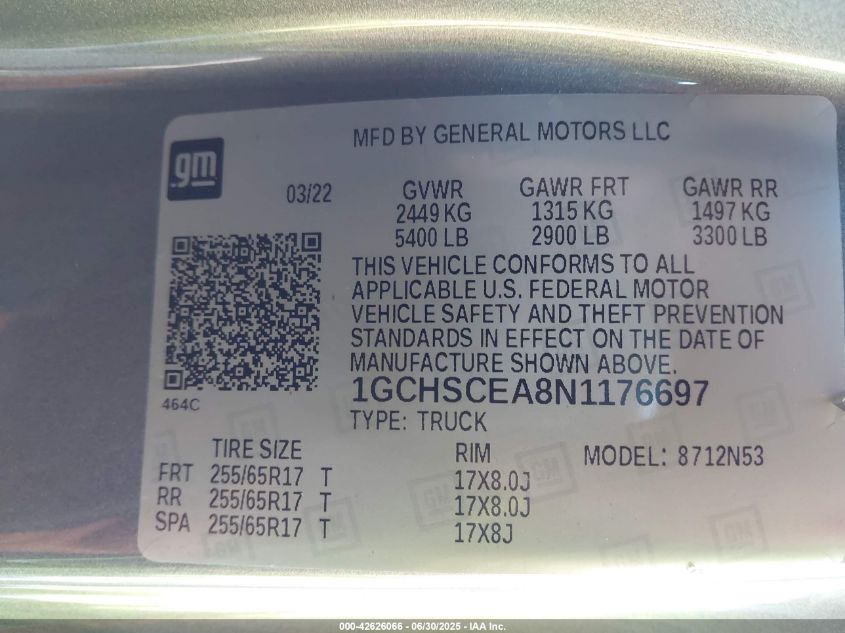 MFD BY GENERAL MOTORS LLC
gm
03/22
GVWR GAWR FRT GAWR RR
2449 KG 1315 KG 1497 KG
5400 LB 2900 LB 3300 LB
THIS VEHICLE CONFORMS TO ALL
APPLICABLE U.S. FEDERAL MOTOR
VEHICLE SAFETY AND THEFT PREVENTION
STANDARDS IN EFFECT ON THE DATE OF
MANUFACTURE SHOWN ABOVE.
464C
1GCHSCEA8N1176697
TYPE: TRUCK
TIRE SIZE RIM MODEL: 8712N53
FRT 255/65R17 T 17X8.0J
RR 255/65R17 T 17X8.0J
SPA 255/65R17 T 17X8J
000-42626066 - 06/30/2025 - IAA Inc.